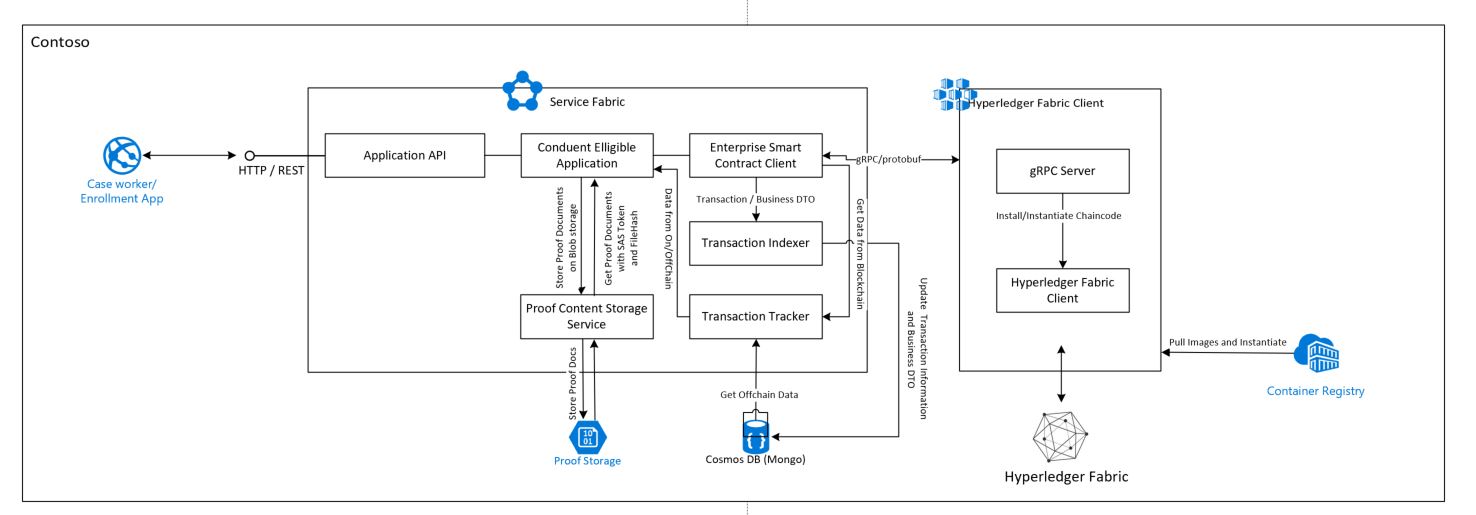 Contoso
Service Fabric
Hyperledger Fabric Client
Application API
Conduent Elligible
Application
Enterprise Smart
Contract Client
gRPC/protobuf
gRPC Server
HTTP / REST
Case worker/
Enrollment App
Transaction / Business DTO
Install/Instantiate Chaincode
Store Proof Documents
on Blob storage
Get Proof Documents
with SAS Token
and FileHash
Data from On/OffChain
Get Data from Blockchain
Transaction Indexer
Hyperledger Fabric
Client
Update Transaction Information
and Business DTO
Proof Content Storage
Service
Transaction Tracker
Pull Images and Instantiate
Container Registry
Store Proof Docs
Get Offchain Data
10
01
{ }
Proof Storage
Cosmos DB (Mongo)
Hyperledger Fabric